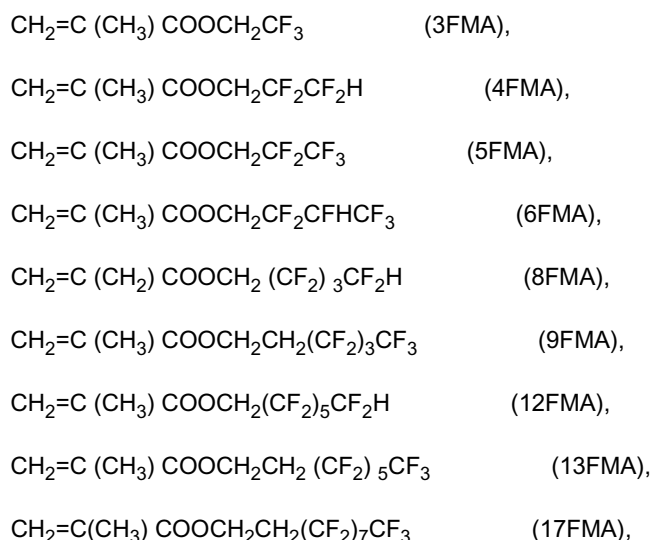 CH₂=C (CH₃) COOCH₂CF₃ (3FMA),
CH₂=C (CH₃) COOCH₂CF₂CF₂H (4FMA),
CH₂=C (CH₃) COOCH₂CF₂CF₃ (5FMA),
CH₂=C (CH₃) COOCH₂CF₂CFHCF₃ (6FMA),
CH₂=C (CH₂) COOCH₂ (CF₂) ₃CF₂H (8FMA),
CH₂=C (CH₃) COOCH₂CH₂(CF₂)₃CF₃ (9FMA),
CH₂=C (CH₃) COOCH₂(CF₂)₅CF₂H (12FMA),
CH₂=C (CH₃) COOCH₂CH₂ (CF₂) ₅CF₃ (13FMA),
CH₂=C(CH₃) COOCH₂CH₂(CF₂)₇CF₃ (17FMA),